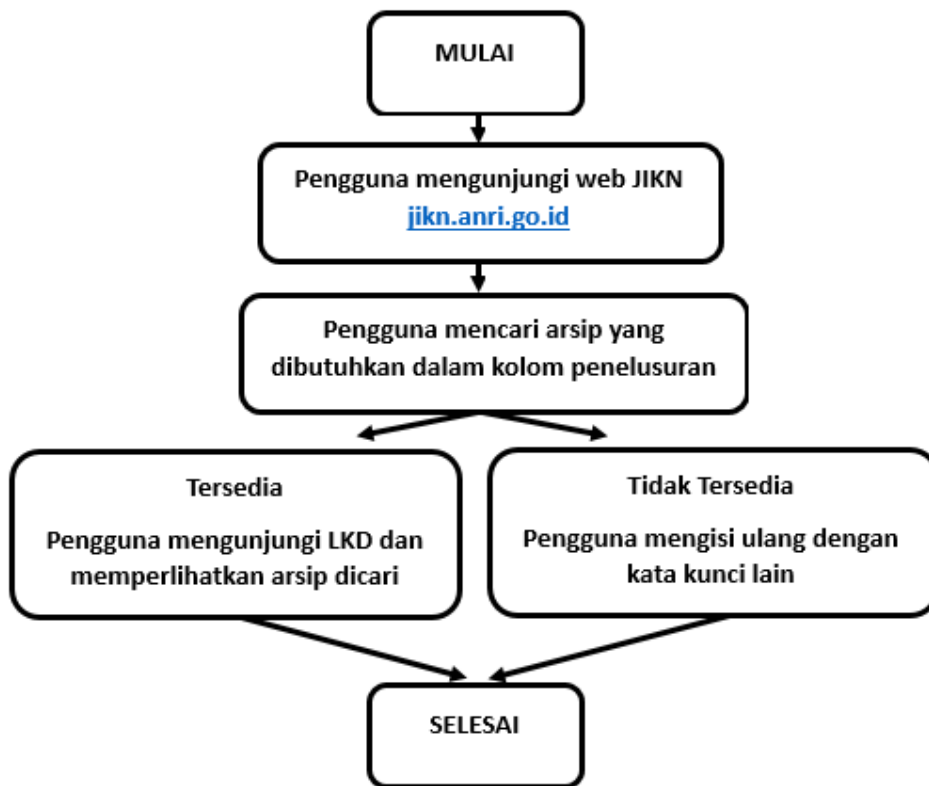 MULAI
Pengguna mengunjungi web JIKN
jikn.anri.go.id
Pengguna mencari arsip yang
dibutuhkan dalam kolom penelusuran
Tersedia
Pengguna mengunjungi LKD dan
memperlihatkan arsip dicari
Tidak Tersedia
Pengguna mengisi ulang dengan
kata kunci lain
SELESAI